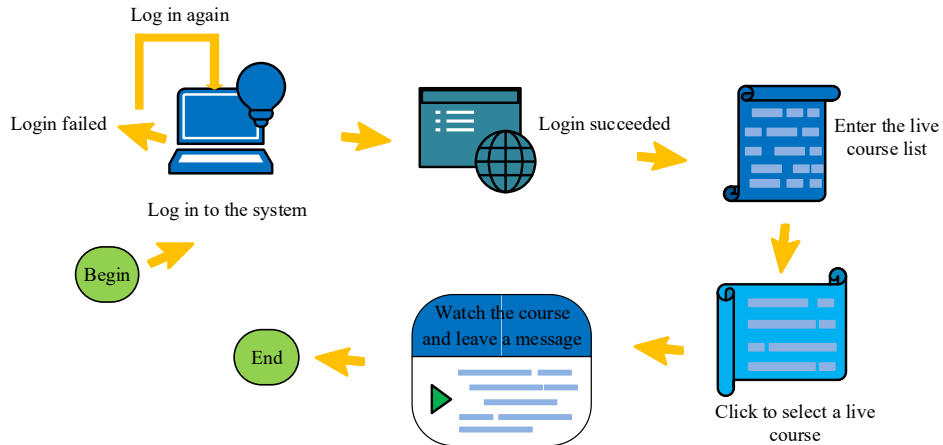 Log in again
Login failed
Login succeeded
Enter the live
course list
Log in to the system
Begin
Watch the course
and leave a message
End
Click to select a live
course